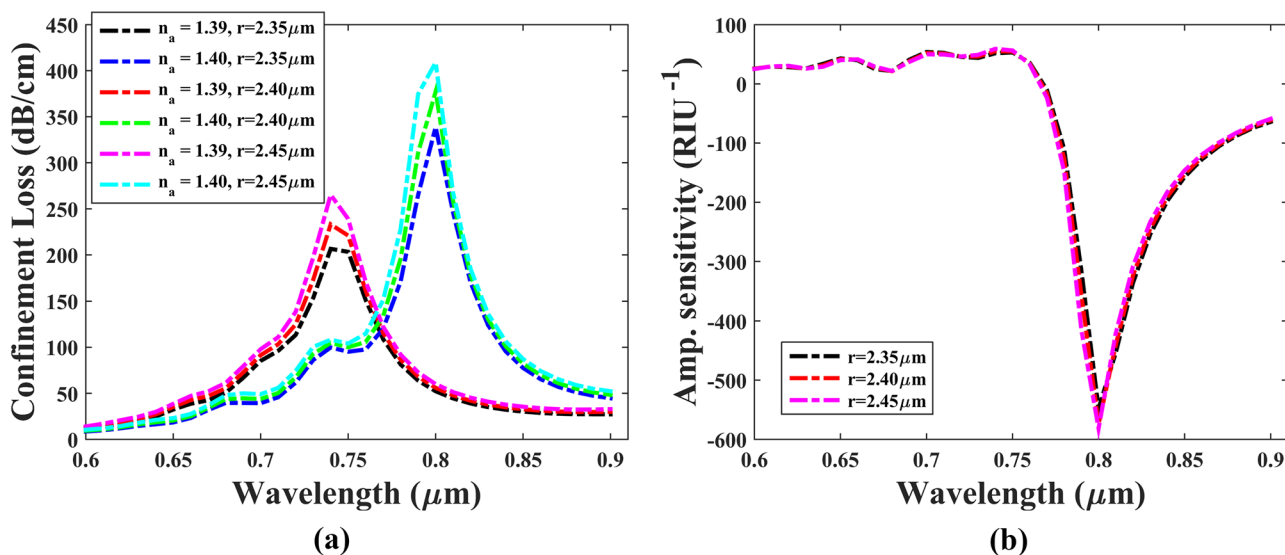 Confinement Loss (dB/cm)
450
400
350
300
250
200
150
100
50
0
n_a = 1.39, r=2.35μm
n_a = 1.40, r=2.35μm
n_a = 1.39, r=2.40μm
n_a = 1.40, r=2.40μm
n_a = 1.39, r=2.45μm
n_a = 1.40, r=2.45μm
0.6 0.65 0.7 0.75 0.8 0.85 0.9
Wavelength (μm)
(a)
Amp. sensitivity (RIU⁻¹)
100
0
-100
-200
-300
-400
-500
-600
r=2.35μm
r=2.40μm
r=2.45μm
0.6 0.65 0.7 0.75 0.8 0.85 0.9
Wavelength (μm)
(b)